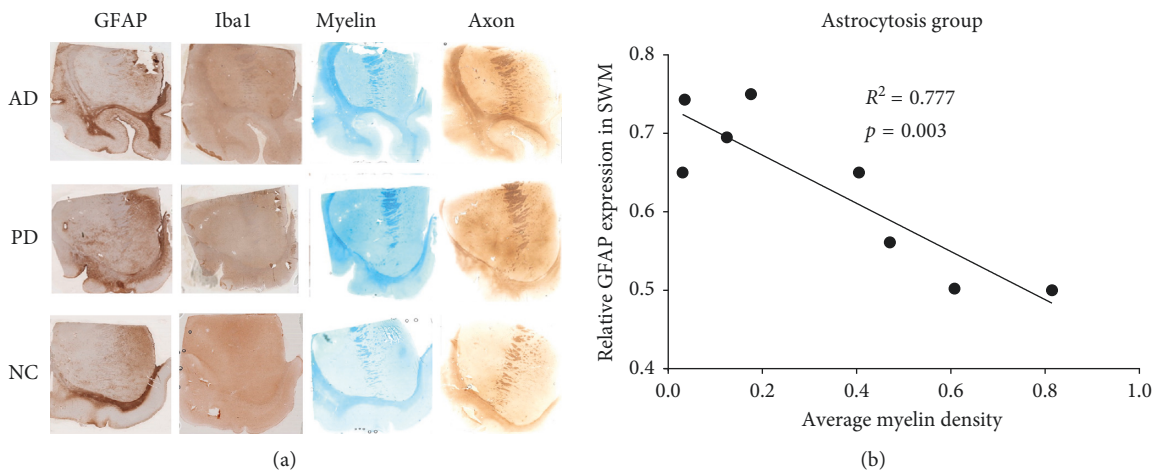 GFAP Iba1 Myelin Axon
AD
PD
NC
(a)
Astrocytosis group
Relative GFAP expression in SWM
0.8
0.7
0.6
0.5
0.4
R² = 0.777
p = 0.003
0.0 0.2 0.4 0.6 0.8 1.0
Average myelin density
(b)